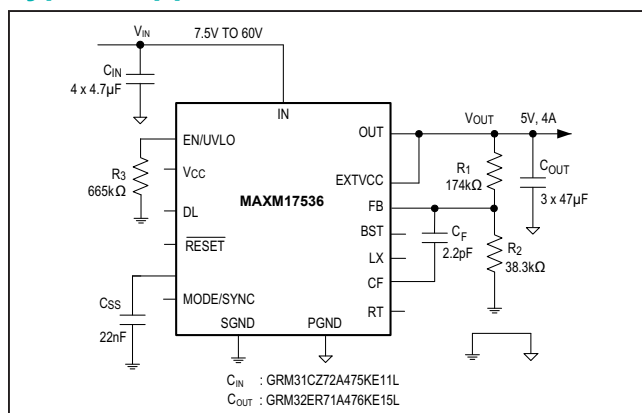 VIN
7.5V TO 60V
CIN
4 x 4.7µF
IN
EN/UVLO
OUT
VOUT
5V, 4A
R3
665kΩ
VCC
EXTVCC
R1
174kΩ
COUT
3 x 47µF
DL
MAXM17536
FB
RESET
BST
CF
2.2pF
R2
38.3kΩ
LX
CF
CSS
22nF
MODE/SYNC
RT
SGND
PGND
CIN : GRM31CZ72A475KE11L
COUT : GRM32ER71A476KE15L